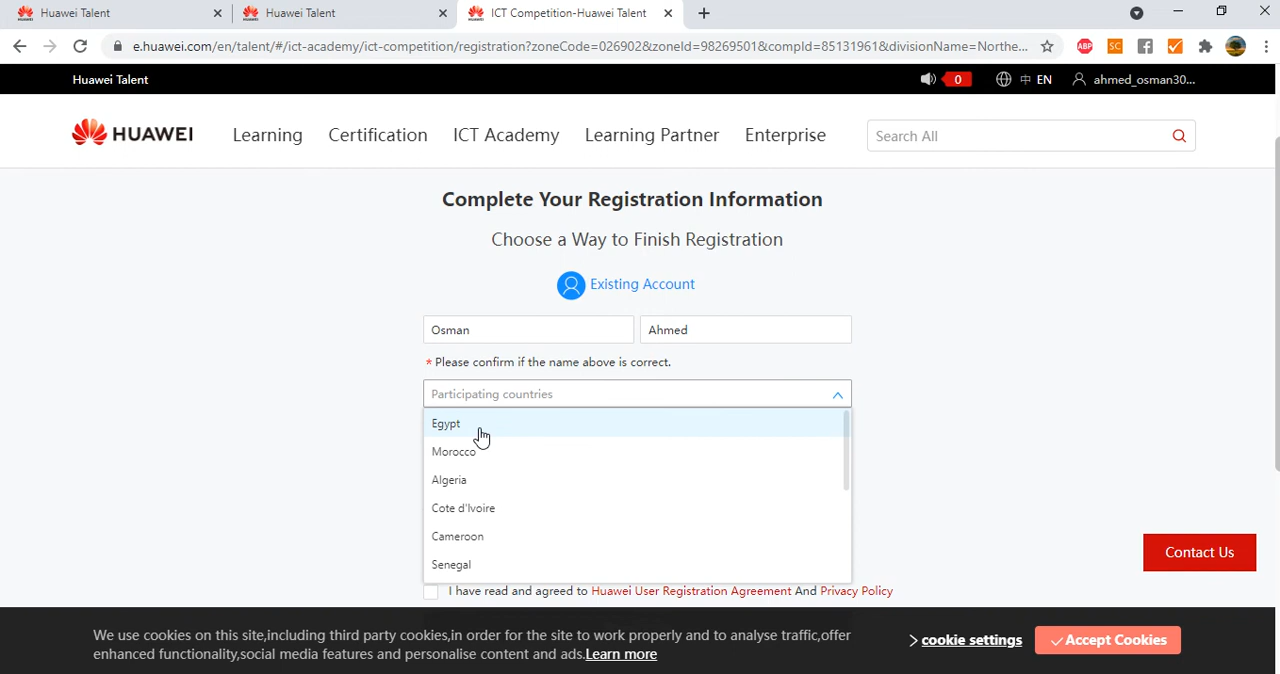 Huawei Talent
Huawei Talent
ICT Competition-Huawei Talent
e.huawei.com/en/talent/#/ict-academy/ict-competition/registration?zoneCode=026902&zoneId=98269501&compId=85131961&divisionName=Northe...
ABP
SC
Huawei Talent
0
中 EN
ahmed_osman30...
HUAWEI
Learning
Certification
ICT Academy
Learning Partner
Enterprise
Search All
Complete Your Registration Information
Choose a Way to Finish Registration
Existing Account
Osman
Ahmed
* Please confirm if the name above is correct.
Participating countries
Egypt
Morocco
Algeria
Cote d'Ivoire
Cameroon
Senegal
I have read and agreed to Huawei User Registration Agreement And Privacy Policy
Contact Us
We use cookies on this site,including third party cookies,in order for the site to work properly and to analyse traffic,offer
enhanced functionality,social media features and personalise content and ads.Learn more
cookie settings
Accept Cookies